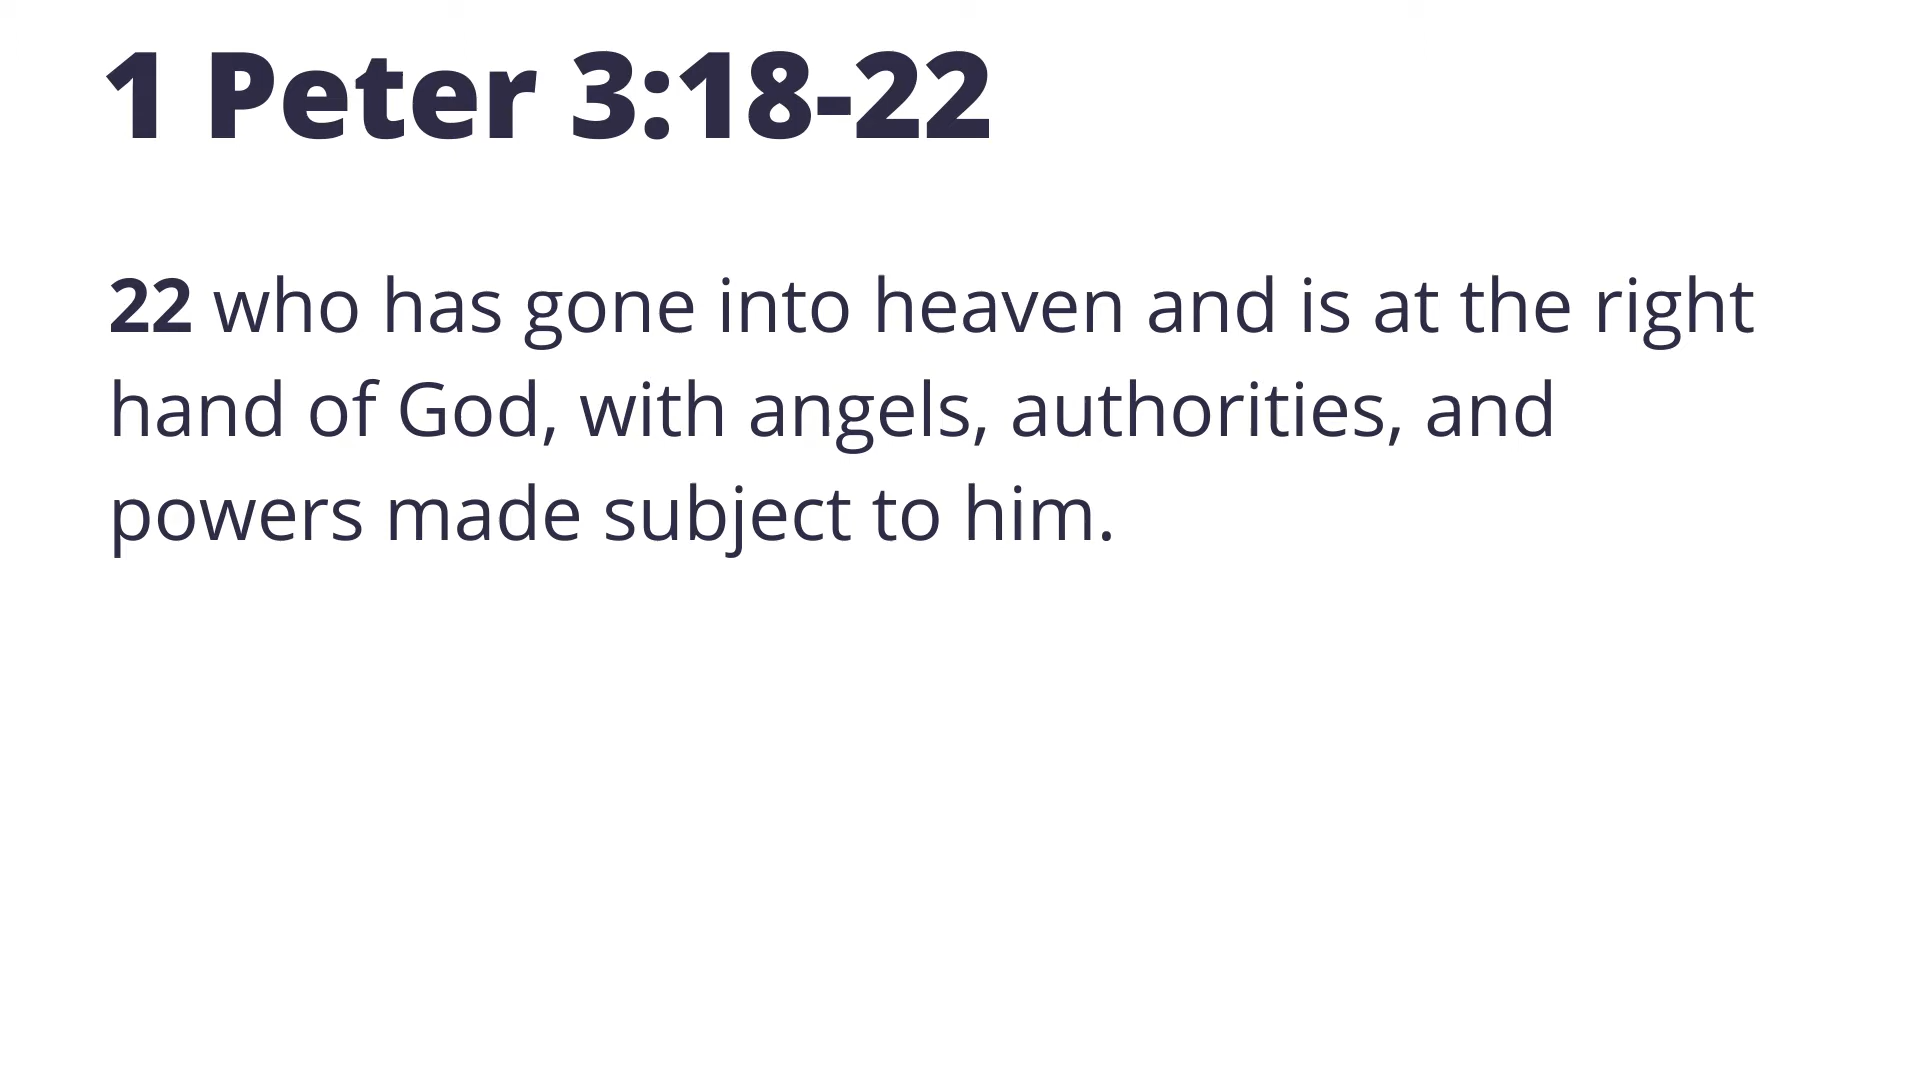 1 Peter 3:18-22
22 who has gone into heaven and is at the right
hand of God, with angels, authorities, and
powers made subject to him.